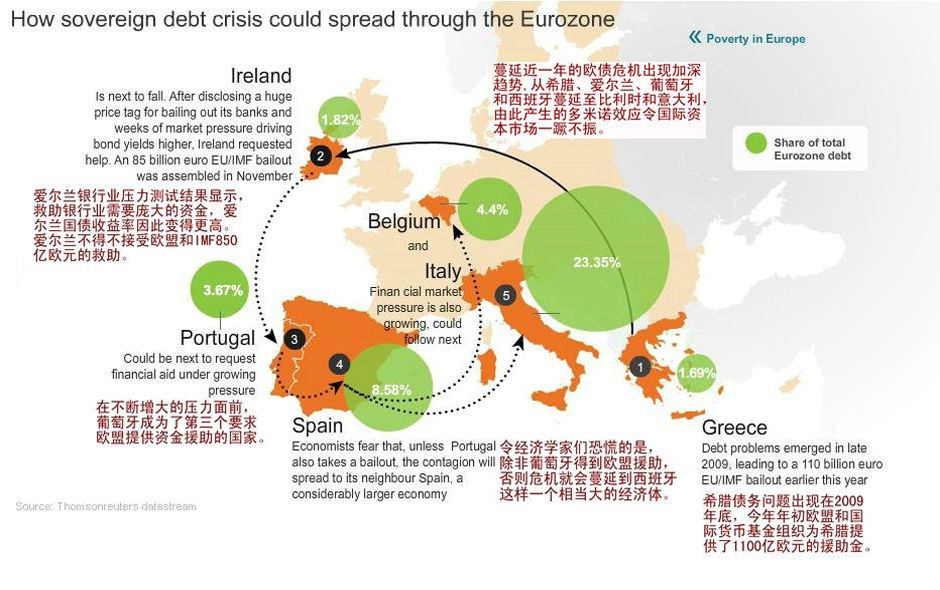 How sovereign debt crisis could spread through the Eurozone
« Poverty in Europe
蔓延近一年的欧债危机出现加深
趋势，从希腊、爱尔兰、葡萄牙
和西班牙蔓延至比利时和意大利，
由此产生的多米诺效应令国际资
本市场一蹶不振。
Share of total
Eurozone debt
Ireland
Is next to fall. After disclosing a huge
price tag for bailing out its banks and
weeks of market pressure driving
bond yields higher, Ireland requested
help. An 85 billion euro EU/IMF bailout
was assembled in November
1.82%
2
爱尔兰银行业压力测试结果显示，
救助银行业需要庞大的资金，爱
尔兰国债收益率因此变得更高。
爱尔兰不得不接受欧盟和IMF850
亿欧元的救助。
Belgium
and
4.4%
Italy
Finan cial market
pressure is also
growing, could
follow next
5
23.35%
3.67%
Portugal
Could be next to request
financial aid under growing
pressure
3
在不断增大的压力面前，
葡萄牙成为了第三个要求
欧盟提供资金援助的国家。
4
8.58%
Spain
Economists fear that, unless Portugal
also takes a bailout, the contagion will
spread to its neighbour Spain, a
considerably larger economy
令经济学家们恐慌的是，
除非葡萄牙得到欧盟援助，
否则危机就会蔓延到西班牙
这样一个相当大的经济体。
1
1.69%
Greece
Debt problems emerged in late
2009, leading to a 110 billion euro
EU/IMF bailout earlier this year
希腊债务问题出现在2009
年底，今年年初欧盟和国
际货币基金组织为希腊提
供了1100亿欧元的援助金。
Source: Thomsonreuters datastream